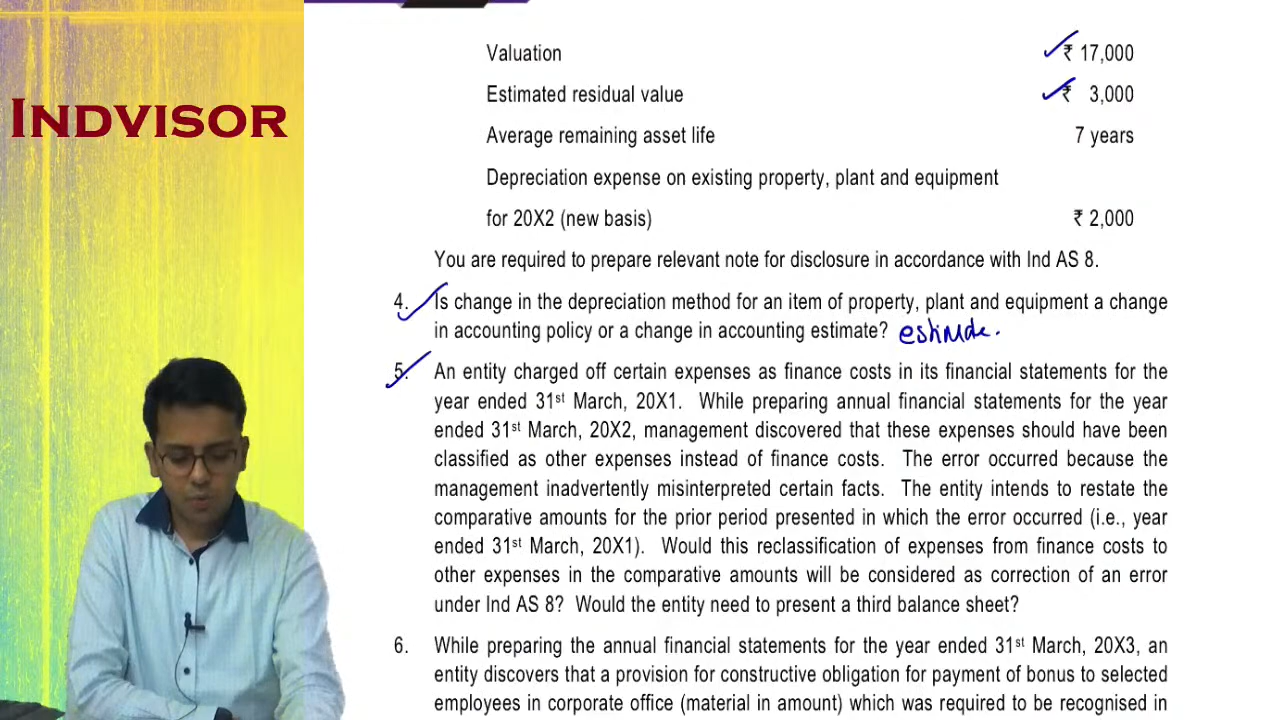 INDVISOR
Valuation ₹ 17,000
Estimated residual value ₹ 3,000
Average remaining asset life 7 years
Depreciation expense on existing property, plant and equipment
for 20X2 (new basis) ₹ 2,000
You are required to prepare relevant note for disclosure in accordance with Ind AS 8.
4. Is change in the depreciation method for an item of property, plant and equipment a change
in accounting policy or a change in accounting estimate? estimate.
5. An entity charged off certain expenses as finance costs in its financial statements for the
year ended 31st March, 20X1. While preparing annual financial statements for the year
ended 31st March, 20X2, management discovered that these expenses should have been
classified as other expenses instead of finance costs. The error occurred because the
management inadvertently misinterpreted certain facts. The entity intends to restate the
comparative amounts for the prior period presented in which the error occurred (i.e., year
ended 31st March, 20X1). Would this reclassification of expenses from finance costs to
other expenses in the comparative amounts will be considered as correction of an error
under Ind AS 8? Would the entity need to present a third balance sheet?
6. While preparing the annual financial statements for the year ended 31st March, 20X3, an
entity discovers that a provision for constructive obligation for payment of bonus to selected
employees in corporate office (material in amount) which was required to be recognised in